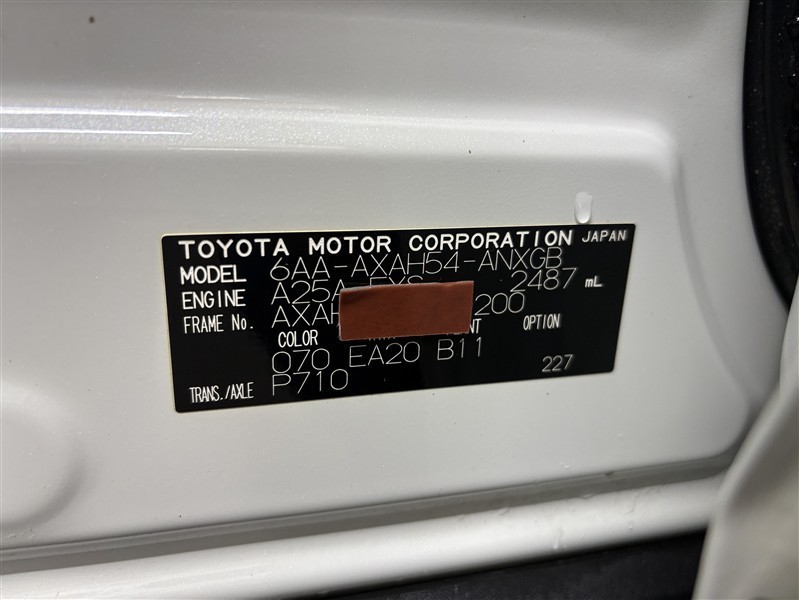 TOYOTA MOTOR CORPORATION JAPAN
MODEL 6AA-AXAH54-ANXGB
ENGINE A25A-FXS 2487 mL
FRAME No. AXAH 200
COLOR OPTION
070 EA20 B11 227
TRANS./AXLE P710